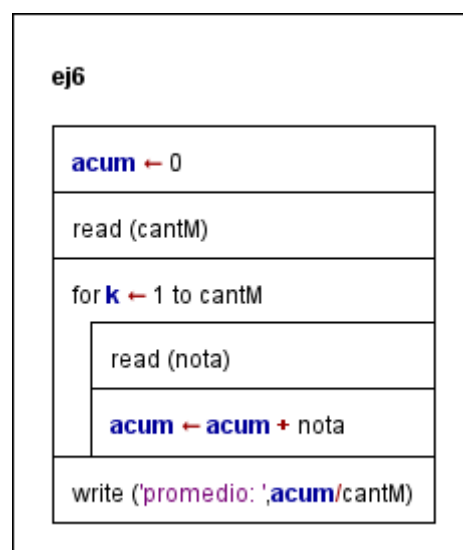 ej6
acum ← 0
read (cantM)
for k ← 1 to cantM
read (nota)
acum ← acum + nota
write ('promedio: ',acum/cantM)